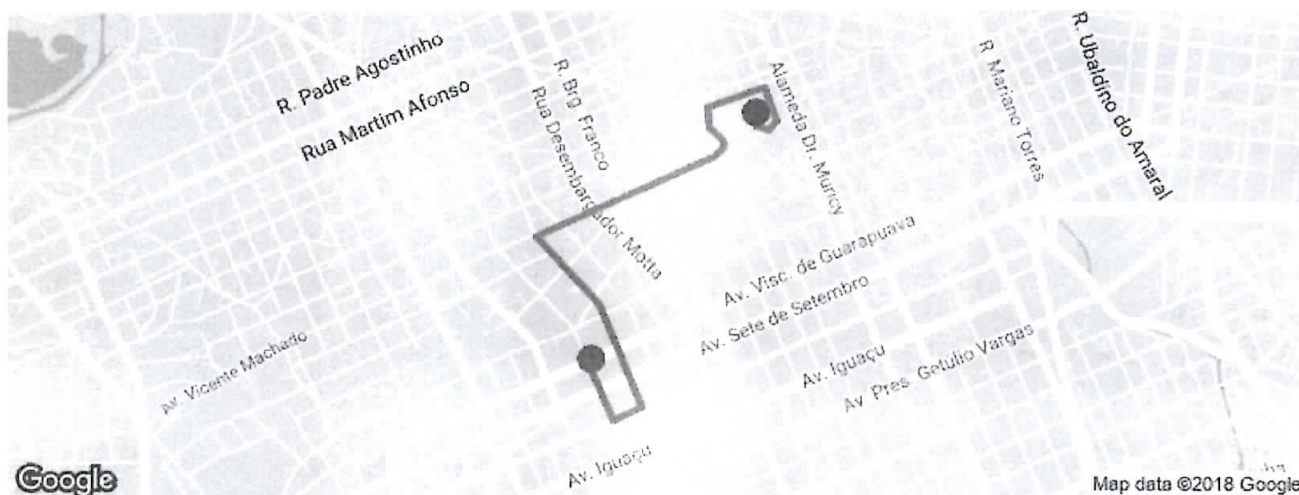 R. Padre Agostinho
Rua Martim Afonso
R. Brg. Franco
Rua Desembargador Motta
Alameda Dr. Muricy
R. Mariano Torres
R. Ubaldino do Amaral
Av. Visc. de Guarapuava
Av. Sete de Setembro
Av. Iguaçu
Av. Pres. Getulio Vargas
Av. Vicente Machado
Av. Iguaçu
Google
Map data ©2018 Google